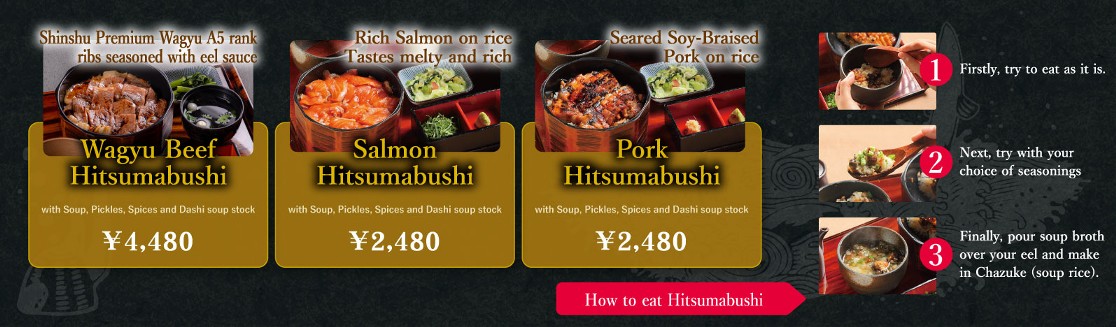 Shinshu Premium Wagyu A5 rank
ribs seasoned with eel sauce
Wagyu Beef
Hitsumabushi
with Soup, Pickles, Spices and Dashi soup stock
¥4,480
Rich Salmon on rice
Tastes melty and rich
Salmon
Hitsumabushi
with Soup, Pickles, Spices and Dashi soup stock
¥2,480
Seared Soy-Braised
Pork on rice
Pork
Hitsumabushi
with Soup, Pickles, Spices and Dashi soup stock
¥2,480
How to eat Hitsumabushi
1 Firstly, try to eat as it is.
2 Next, try with your
choice of seasonings
3 Finally, pour soup broth
over your eel and make
in Chazuke (soup rice).